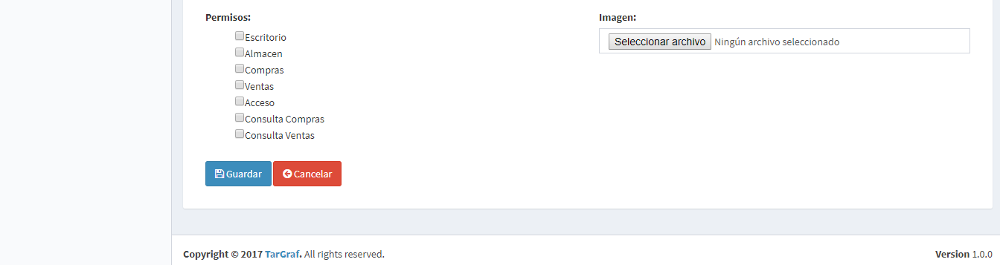 Permisos:
Escritorio
Almacen
Compras
Ventas
Acceso
Consulta Compras
Consulta Ventas
Imagen:
Seleccionar archivo Ningún archivo seleccionado
Guardar Cancelar
Copyright © 2017 TarGraf. All rights reserved.
Version 1.0.0